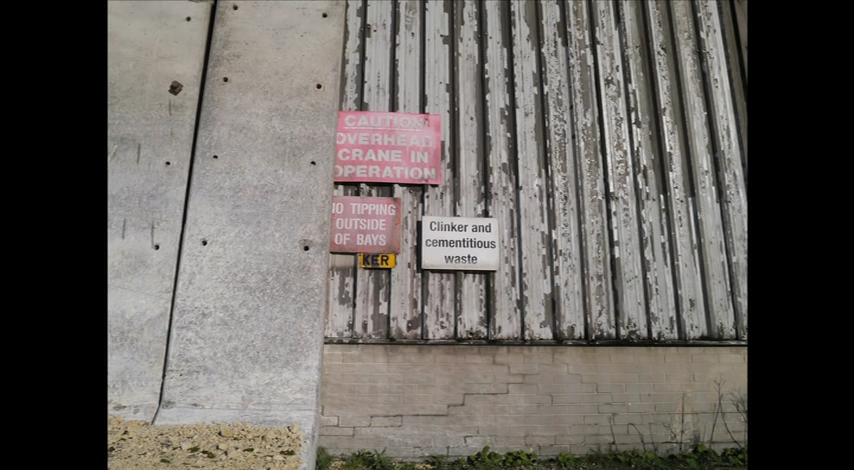 CAUTION
OVERHEAD
CRANE IN
OPERATION
NO TIPPING
OUTSIDE
OF BAYS
KER
Clinker and
cementitious
waste